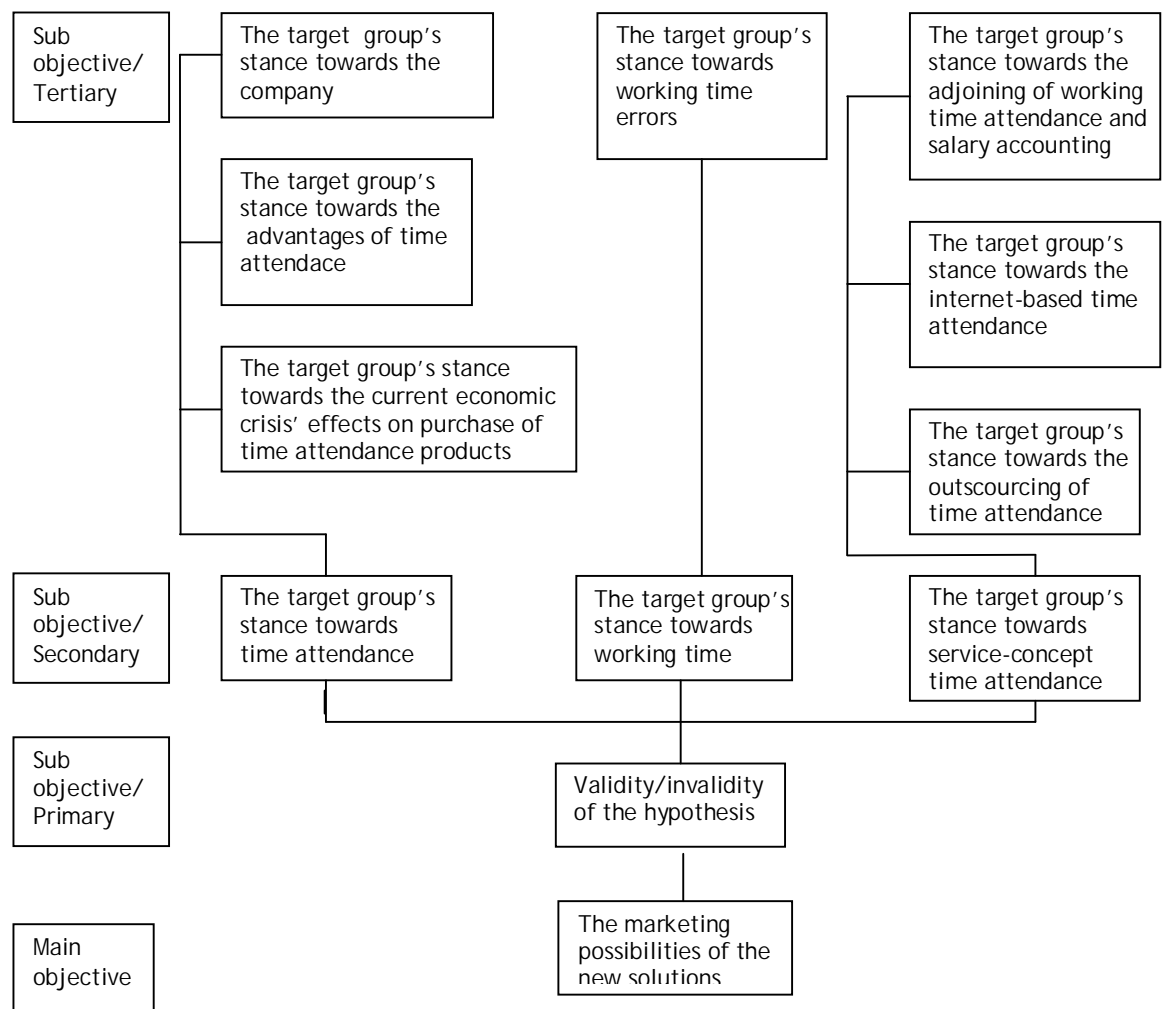 Sub
objective/
Tertiary
The target group's
stance towards the
company
The target group's
stance towards
working time
errors
The target group's
stance towards the
adjoining of working
time attendance and
salary accounting
The target group's
stance towards the
advantages of time
attendace
The target group's
stance towards the
internet-based time
attendance
The target group's stance
towards the current economic
crisis' effects on purchase of
time attendance products
The target group's
stance towards the
outscourcing of
time attendance
Sub
objective/
Secondary
The target group's
stance towards
time attendance
The target group's
stance towards
working time
The target group's
stance towards
service-concept
time attendance
Sub
objective/
Primary
Validity/invalidity
of the hypothesis
Main
objective
The marketing
possibilities of the
new solutions